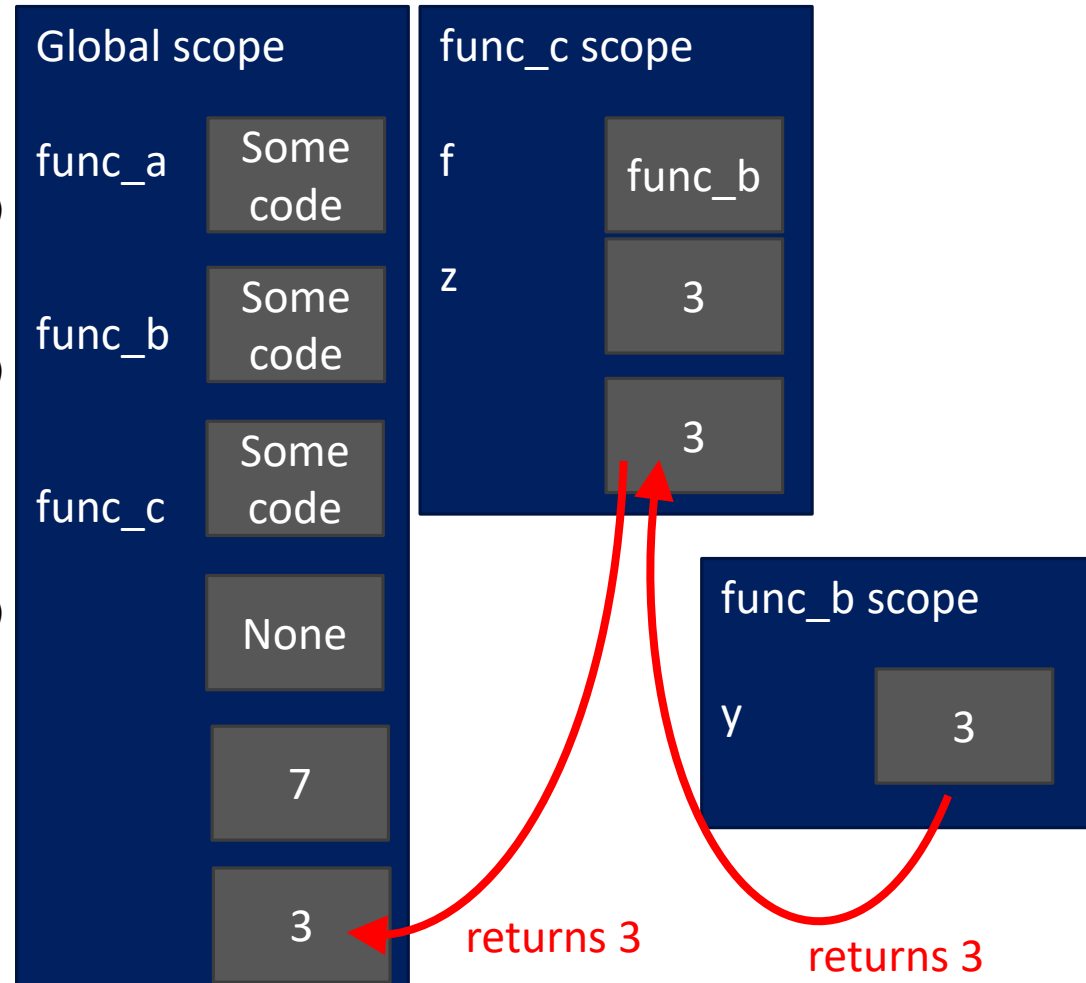 Global scope
func_a
Some
code
func_b
Some
code
func_c
Some
code
None
7
3
func_c scope
f
func_b
z
3
3
func_b scope
y
3
returns 3
returns 3
)
)
)